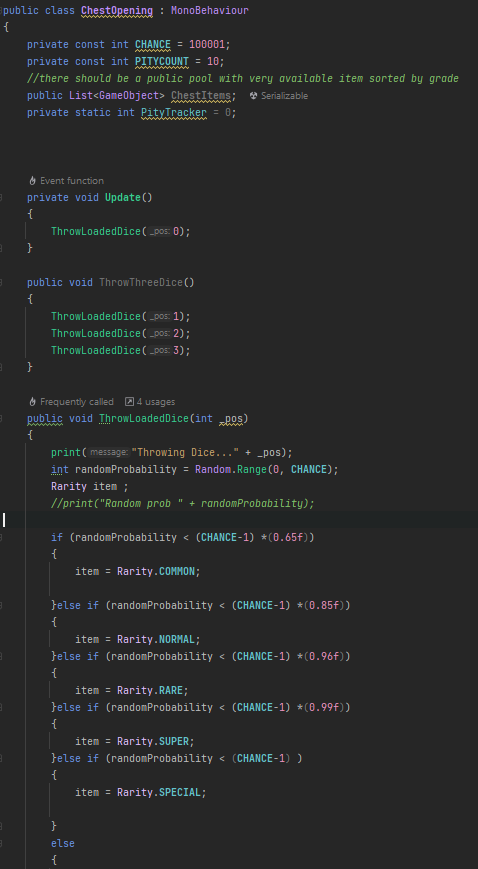 public class ChestOpening : MonoBehaviour
{
    private const int CHANCE = 100001;
    private const int PITYCOUNT = 10;
    //there should be a public pool with very available item sorted by grade
    public List<GameObject> ChestItems;   Serializable
    private static int PityTracker = 0;
    Event function
    private void Update()
    {
        ThrowLoadedDice( _pos: 0);
    }
    public void ThrowThreeDice()
    {
        ThrowLoadedDice( _pos: 1);
        ThrowLoadedDice( _pos: 2);
        ThrowLoadedDice( _pos: 3);
    }
    Frequently called   4 usages
    public void ThrowLoadedDice(int _pos)
    {
        print( message: "Throwing Dice..." + _pos);
        int randomProbability = Random.Range(0, CHANCE);
        Rarity item ;
        //print("Random prob " + randomProbability);
        if (randomProbability < (CHANCE-1) *(0.65f))
        {
            item = Rarity.COMMON;
        }else if (randomProbability < (CHANCE-1) *(0.85f))
        {
            item = Rarity.NORMAL;
        }else if (randomProbability < (CHANCE-1) *(0.96f))
        {
            item = Rarity.RARE;
        }else if (randomProbability < (CHANCE-1) *(0.99f))
        {
            item = Rarity.SUPER;
        }else if (randomProbability < (CHANCE-1) )
        {
            item = Rarity.SPECIAL;
        }
        else
        {